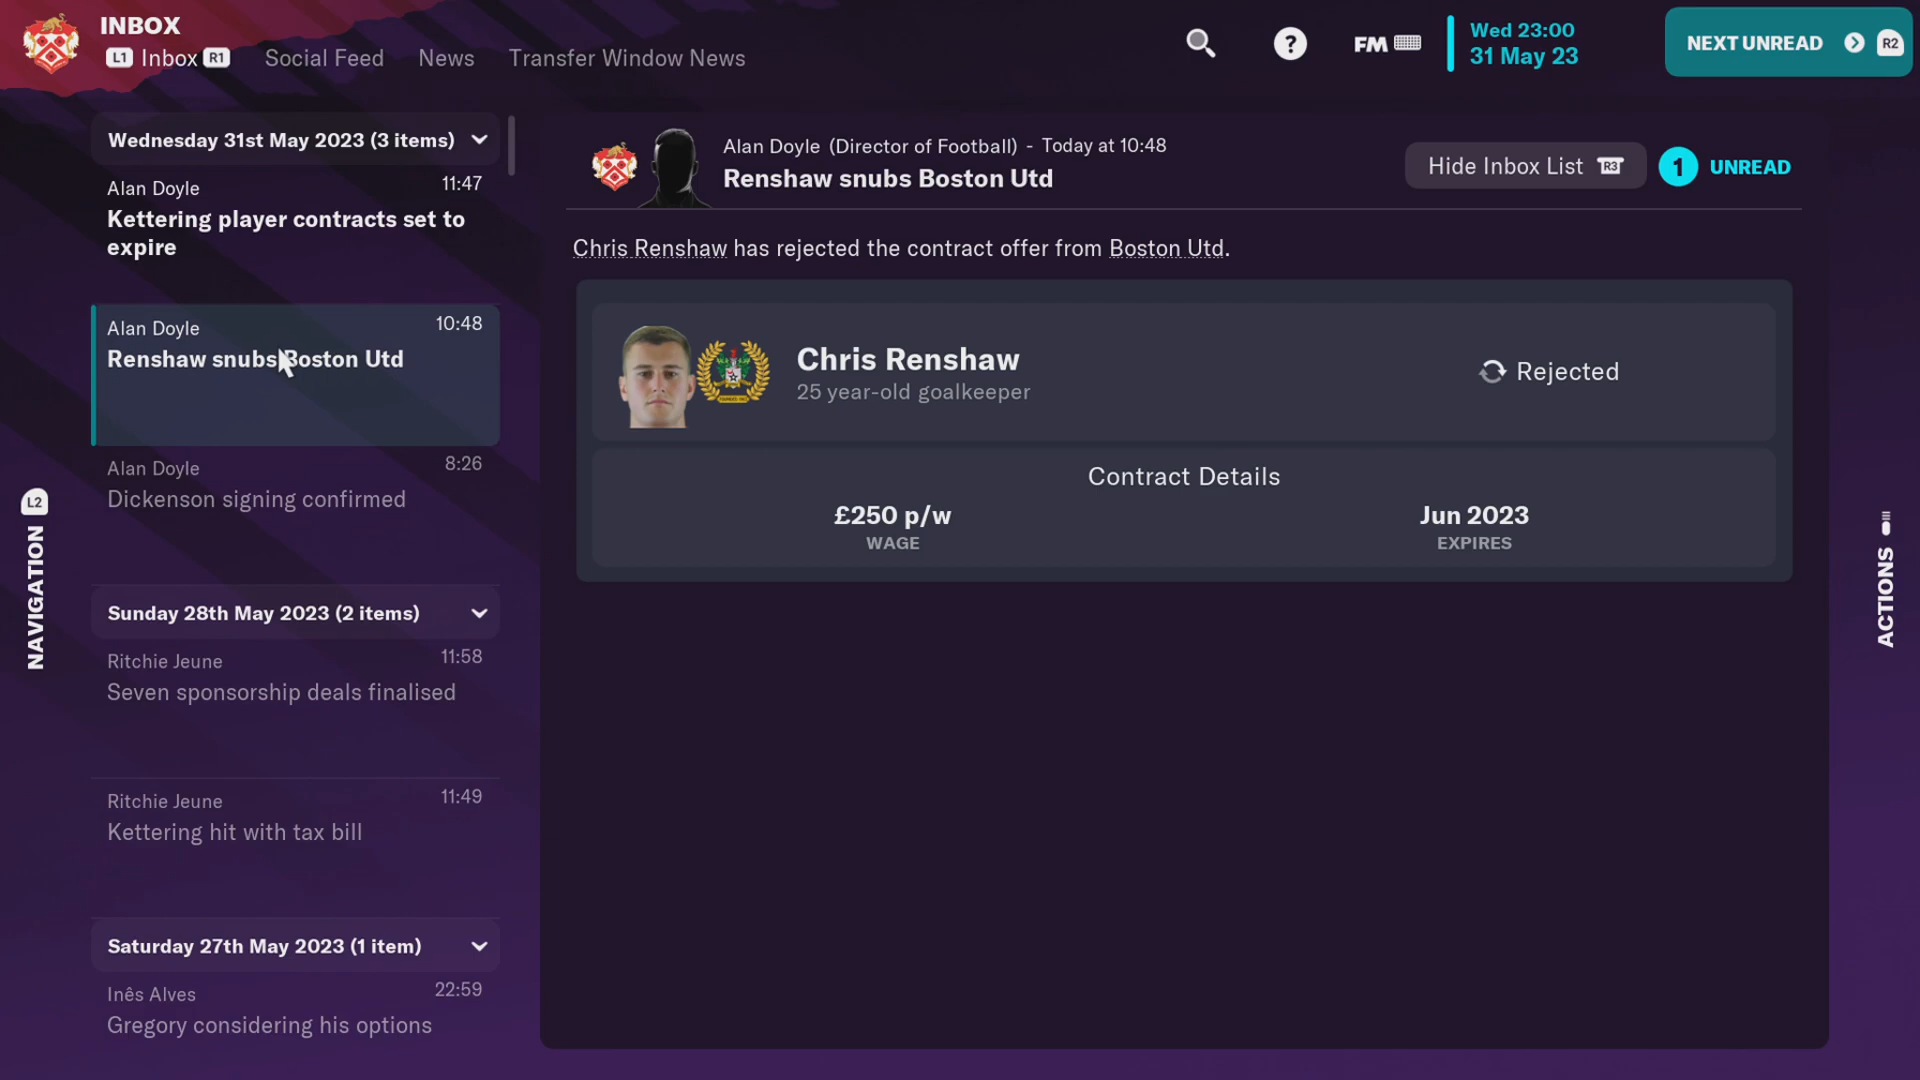 INBOX
L1 Inbox R1 Social Feed News Transfer Window News
?
FM
Wed 23:00
31 May 23
NEXT UNREAD R2
NAVIGATION L2
Wednesday 31st May 2023 (3 items)
Alan Doyle 11:47
Kettering player contracts set to
expire
Alan Doyle 10:48
Renshaw snubs Boston Utd
Alan Doyle 8:26
Dickenson signing confirmed
Sunday 28th May 2023 (2 items)
Ritchie Jeune 11:58
Seven sponsorship deals finalised
Ritchie Jeune 11:49
Kettering hit with tax bill
Saturday 27th May 2023 (1 item)
Inês Alves 22:59
Gregory considering his options
Alan Doyle (Director of Football) - Today at 10:48
Renshaw snubs Boston Utd
Hide Inbox List R3
1 UNREAD
Chris Renshaw has rejected the contract offer from Boston Utd.
Chris Renshaw
25 year-old goalkeeper
Rejected
Contract Details
£250 p/w Jun 2023
WAGE EXPIRES
ACTIONS